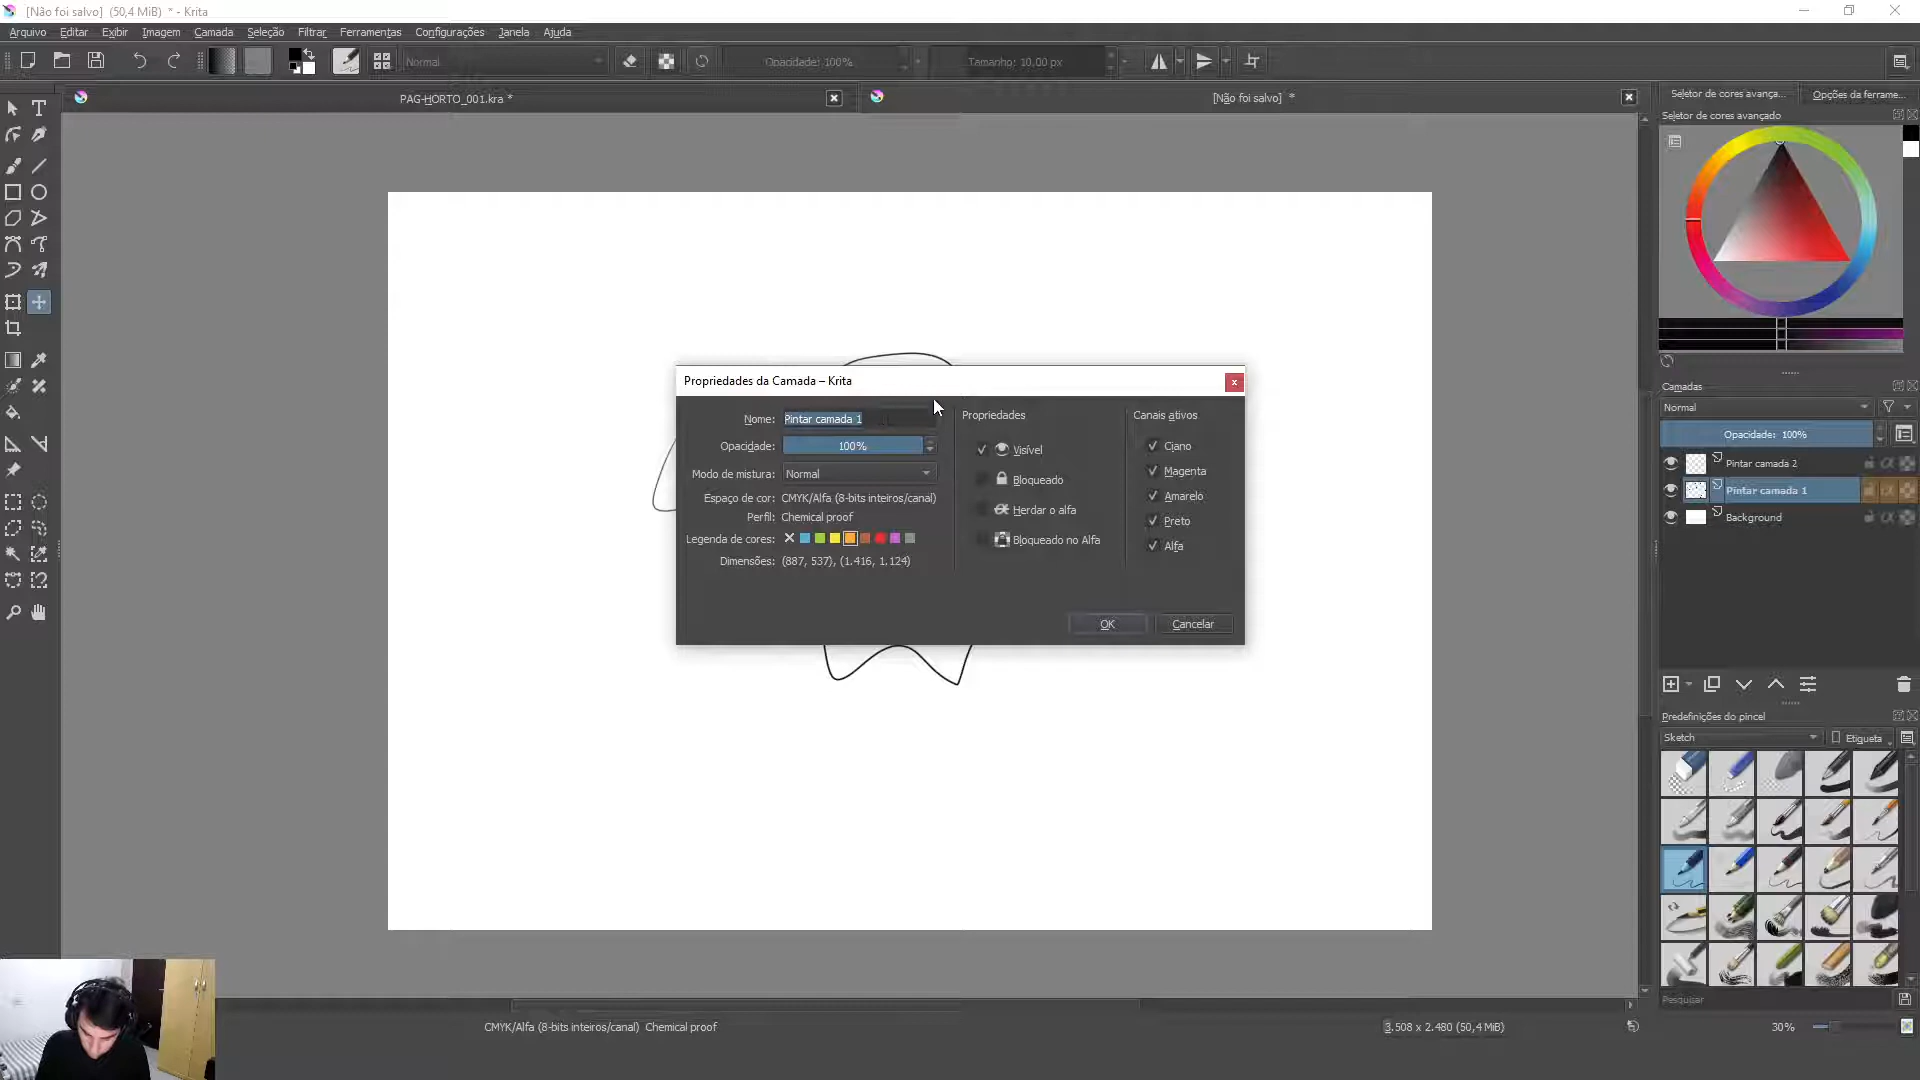 [Não foi salvo] (50,4 MiB) * - Krita
Arquivo Editar Exibir Imagem Camada Seleção Filtrar Ferramentas Configurações Janela Ajuda
Normal
Opacidade: 100%
Tamanho: 10,00 px
PAG-HORTO_001.kra *
[Não foi salvo] *
Seletor de cores avança...
Opções da ferrame...
Seletor de cores avançado
Propriedades da Camada – Krita
Nome: Pintar camada 1
Opacidade: 100%
Modo de mistura: Normal
Espaço de cor: CMYK/Alfa (8-bits inteiros/canal)
Perfil: Chemical proof
Legenda de cores:
Dimensões: (887, 537), (1.416, 1.124)
Propriedades
Visível
Bloqueado
Herdar o alfa
Bloqueado no Alfa
Canais ativos
Ciano
Magenta
Amarelo
Preto
Alfa
OK
Cancelar
Camadas
Normal
Opacidade: 100%
Pintar camada 2
Pintar camada 1
Background
Predefinições do pincel
Sketch
Etiqueta
Pesquisar
CMYK/Alfa (8-bits inteiros/canal) Chemical proof
3.508 x 2.480 (50,4 MiB)
30%